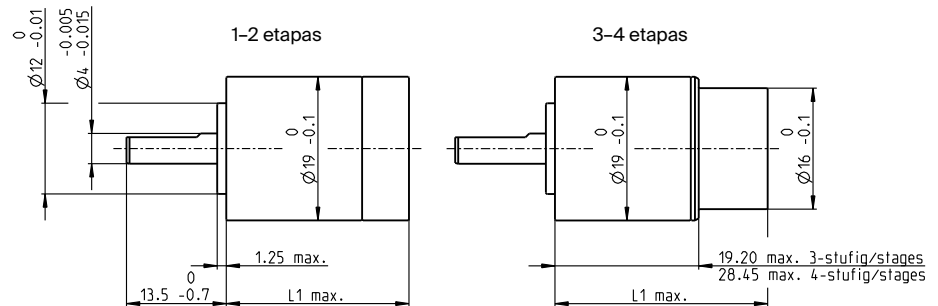 1–2 etapas
3–4 etapas
0
Ø12 -0.01
-0.005
Ø4 -0.015
0
Ø19 -0.1
0
Ø19 -0.1
0
Ø16 -0.1
1.25 max.
0
13.5 -0.7
L1 max.
19.20 max. 3-stufig/stages
28.45 max. 4-stufig/stages
L1 max.